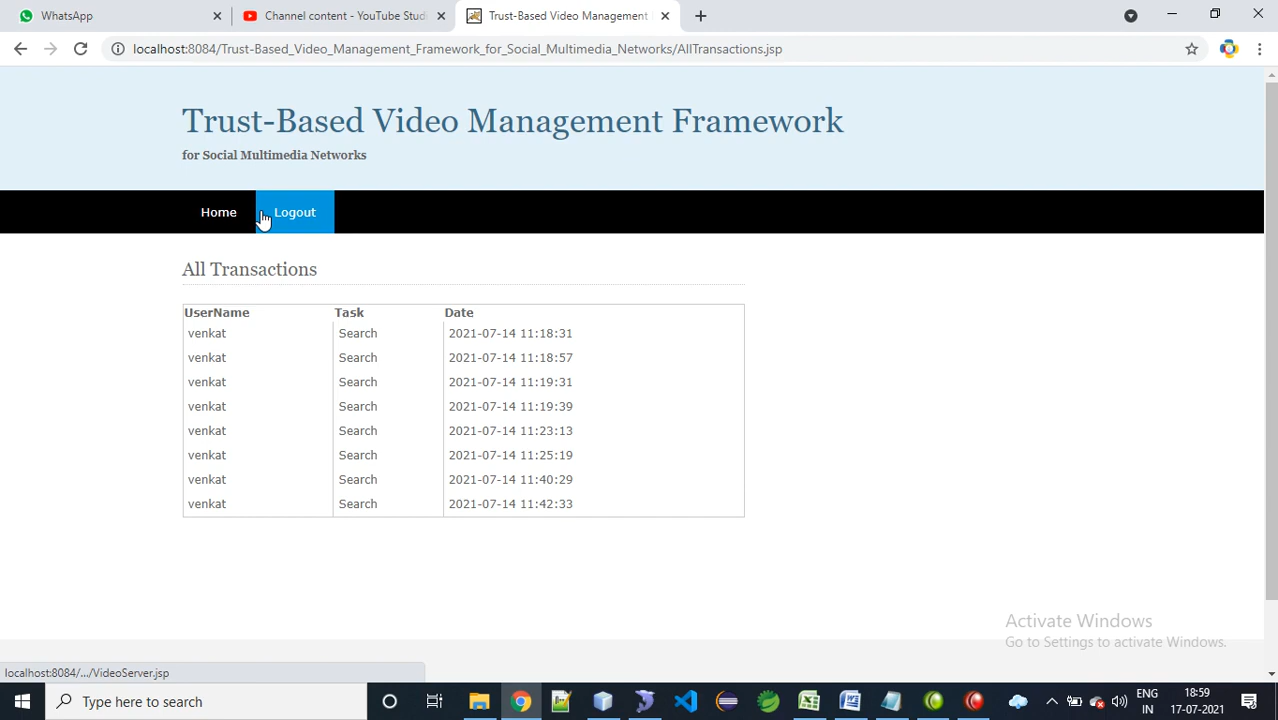 WhatsApp
Channel content - YouTube Stud
Trust-Based Video Management
localhost:8084/Trust-Based_Video_Management_Framework_for_Social_Multimedia_Networks/AllTransactions.jsp
Trust-Based Video Management Framework
for Social Multimedia Networks
Home Logout
All Transactions
UserName Task Date
venkat Search 2021-07-14 11:18:31
venkat Search 2021-07-14 11:18:57
venkat Search 2021-07-14 11:19:31
venkat Search 2021-07-14 11:19:39
venkat Search 2021-07-14 11:23:13
venkat Search 2021-07-14 11:25:19
venkat Search 2021-07-14 11:40:29
venkat Search 2021-07-14 11:42:33
Activate Windows
Go to Settings to activate Windows.
localhost:8084/.../VideoServer.jsp
Type here to search
ENG
IN
18:59
17-07-2021